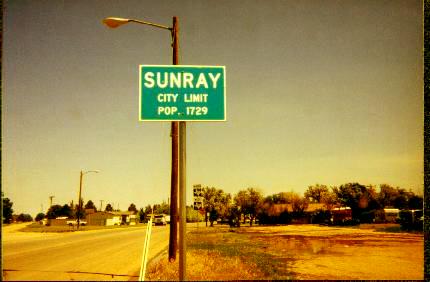 SUNRAY
CITY LIMIT
POP. 1729